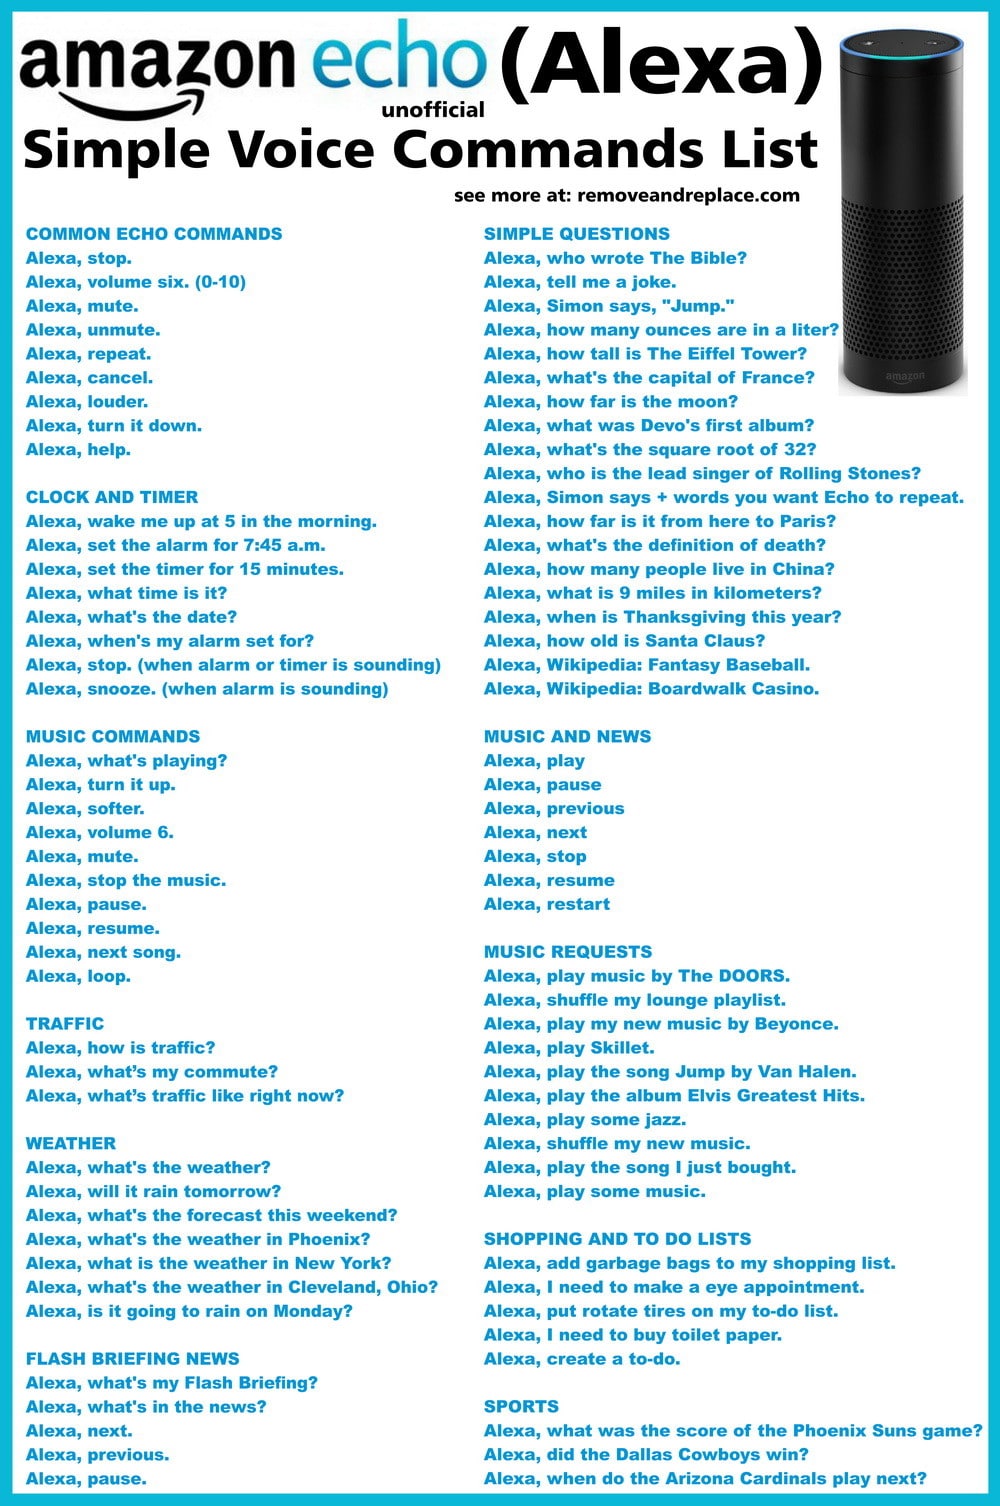 amazon echo (Alexa)
unofficial
Simple Voice Commands List
see more at: removeandreplace.com
COMMON ECHO COMMANDS
Alexa, stop.
Alexa, volume six. (0-10)
Alexa, mute.
Alexa, unmute.
Alexa, repeat.
Alexa, cancel.
Alexa, louder.
Alexa, turn it down.
Alexa, help.
CLOCK AND TIMER
Alexa, wake me up at 5 in the morning.
Alexa, set the alarm for 7:45 a.m.
Alexa, set the timer for 15 minutes.
Alexa, what time is it?
Alexa, what's the date?
Alexa, when's my alarm set for?
Alexa, stop. (when alarm or timer is sounding)
Alexa, snooze. (when alarm is sounding)
MUSIC COMMANDS
Alexa, what's playing?
Alexa, turn it up.
Alexa, softer.
Alexa, volume 6.
Alexa, mute.
Alexa, stop the music.
Alexa, pause.
Alexa, resume.
Alexa, next song.
Alexa, loop.
TRAFFIC
Alexa, how is traffic?
Alexa, what’s my commute?
Alexa, what’s traffic like right now?
WEATHER
Alexa, what's the weather?
Alexa, will it rain tomorrow?
Alexa, what's the forecast this weekend?
Alexa, what's the weather in Phoenix?
Alexa, what is the weather in New York?
Alexa, what's the weather in Cleveland, Ohio?
Alexa, is it going to rain on Monday?
FLASH BRIEFING NEWS
Alexa, what's my Flash Briefing?
Alexa, what's in the news?
Alexa, next.
Alexa, previous.
Alexa, pause.
SIMPLE QUESTIONS
Alexa, who wrote The Bible?
Alexa, tell me a joke.
Alexa, Simon says, "Jump."
Alexa, how many ounces are in a liter?
Alexa, how tall is The Eiffel Tower?
Alexa, what's the capital of France?
Alexa, how far is the moon?
Alexa, what was Devo's first album?
Alexa, what's the square root of 32?
Alexa, who is the lead singer of Rolling Stones?
Alexa, Simon says + words you want Echo to repeat.
Alexa, how far is it from here to Paris?
Alexa, what's the definition of death?
Alexa, how many people live in China?
Alexa, what is 9 miles in kilometers?
Alexa, when is Thanksgiving this year?
Alexa, how old is Santa Claus?
Alexa, Wikipedia: Fantasy Baseball.
Alexa, Wikipedia: Boardwalk Casino.
MUSIC AND NEWS
Alexa, play
Alexa, pause
Alexa, previous
Alexa, next
Alexa, stop
Alexa, resume
Alexa, restart
MUSIC REQUESTS
Alexa, play music by The DOORS.
Alexa, shuffle my lounge playlist.
Alexa, play my new music by Beyonce.
Alexa, play Skillet.
Alexa, play the song Jump by Van Halen.
Alexa, play the album Elvis Greatest Hits.
Alexa, play some jazz.
Alexa, shuffle my new music.
Alexa, play the song I just bought.
Alexa, play some music.
SHOPPING AND TO DO LISTS
Alexa, add garbage bags to my shopping list.
Alexa, I need to make a eye appointment.
Alexa, put rotate tires on my to-do list.
Alexa, I need to buy toilet paper.
Alexa, create a to-do.
SPORTS
Alexa, what was the score of the Phoenix Suns game?
Alexa, did the Dallas Cowboys win?
Alexa, when do the Arizona Cardinals play next?
amazon